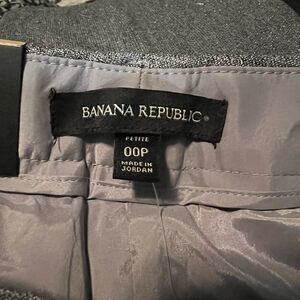 BANANA REPUBLIC®
PETITE
00P
MADE IN
JORDAN